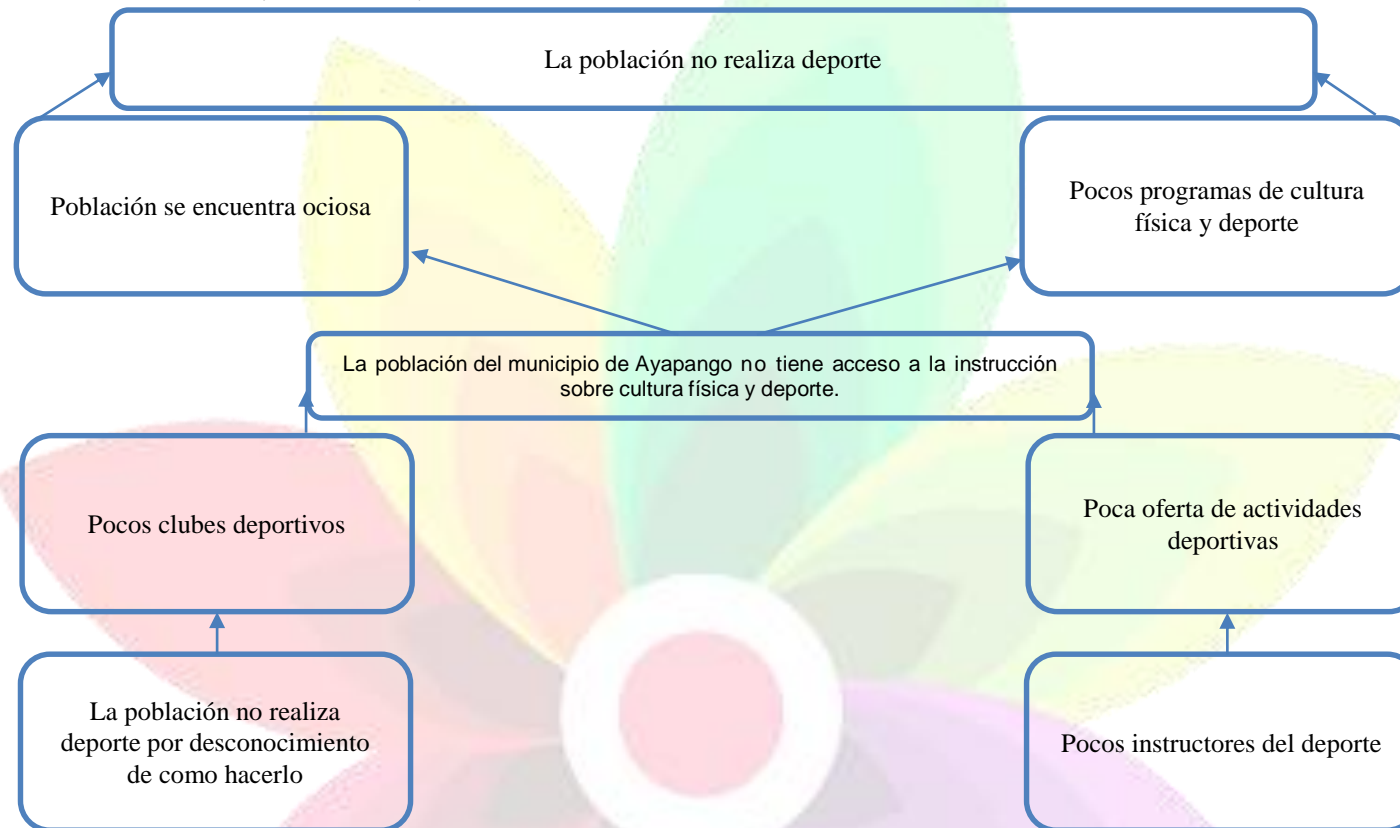 La población no realiza deporte
Población se encuentra ociosa
Pocos programas de cultura
física y deporte
La población del municipio de Ayapango no tiene acceso a la instrucción
sobre cultura física y deporte.
Pocos clubes deportivos
Poca oferta de actividades
deportivas
La población no realiza
deporte por desconocimiento
de como hacerlo
Pocos instructores del deporte